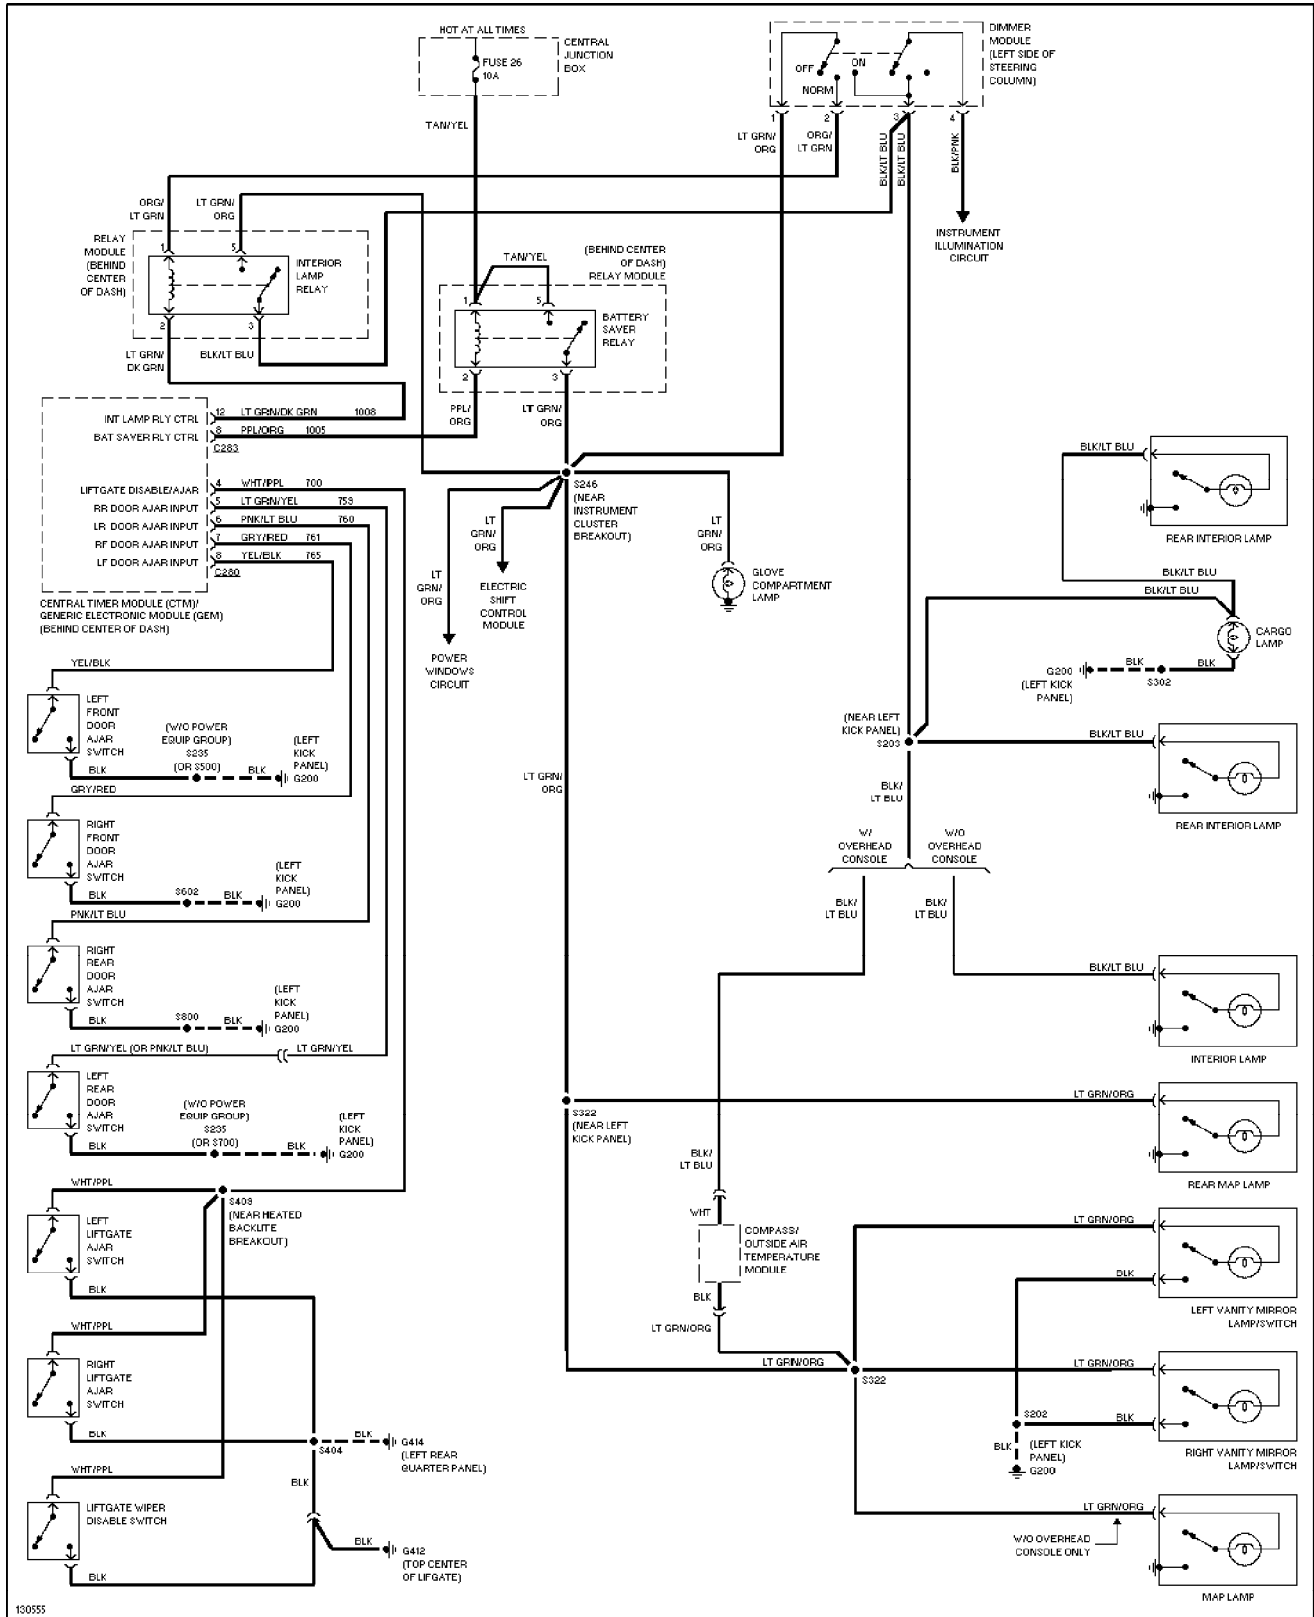 HOT AT ALL TIMES
FUSE 26
10A
CENTRAL
JUNCTION
BOX
DIMMER
MODULE
(LEFT SIDE OF
STEERING
COLUMN)
OFF
ON
NORM
1
2
3
4
TAN/YEL
LT GRN/
ORG
ORG/
LT GRN
BLK/LT BLU
BLK/LT BLU
BLK/PNK
INSTRUMENT
ILLUMINATION
CIRCUIT
ORG/
LT GRN
LT GRN/
ORG
RELAY
MODULE
(BEHIND
CENTER
OF DASH)
1
5
INTERIOR
LAMP
RELAY
2
3
LT GRN/
DK GRN
BLK/LT BLU
TAN/YEL
(BEHIND CENTER
OF DASH)
RELAY MODULE
1
5
BATTERY
SAVER
RELAY
2
3
PPL/
ORG
LT GRN/
ORG
INT LAMP RLY CTRL
12
LT GRN/DK GRN
1008
BAT SAVER RLY CTRL
8
PPL/ORG
1005
C283
LIFTGATE DISABLE/AJAR
4
WHT/PPL
700
RR DOOR AJAR INPUT
5
LT GRN/YEL
759
LR DOOR AJAR INPUT
6
PNK/LT BLU
760
RF DOOR AJAR INPUT
7
GRY/RED
761
LF DOOR AJAR INPUT
8
YEL/BLK
765
C280
CENTRAL TIMER MODULE (CTM)/
GENERIC ELECTRONIC MODULE (GEM)
(BEHIND CENTER OF DASH)
S246
(NEAR
INSTRUMENT
CLUSTER
BREAKOUT)
LT
GRN/
ORG
POWER
WINDOWS
CIRCUIT
LT
GRN/
ORG
ELECTRIC
SHIFT
CONTROL
MODULE
LT
GRN/
ORG
GLOVE
COMPARTMENT
LAMP
BLK/LT BLU
REAR INTERIOR LAMP
BLK/LT BLU
BLK/LT BLU
CARGO
LAMP
G200
(LEFT KICK
PANEL)
BLK
S302
BLK
(NEAR LEFT
KICK PANEL)
S203
BLK/LT BLU
REAR INTERIOR LAMP
BLK/
LT BLU
W/
OVERHEAD
CONSOLE
W/O
OVERHEAD
CONSOLE
BLK/
LT BLU
BLK/
LT BLU
BLK/LT BLU
INTERIOR LAMP
YEL/BLK
LEFT
FRONT
DOOR
AJAR
SWITCH
BLK
(W/O POWER
EQUIP GROUP)
S235
(OR S500)
BLK
(LEFT
KICK
PANEL)
G200
GRY/RED
RIGHT
FRONT
DOOR
AJAR
SWITCH
BLK
S602
BLK
(LEFT
KICK
PANEL)
G200
PNK/LT BLU
RIGHT
REAR
DOOR
AJAR
SWITCH
BLK
S800
BLK
(LEFT
KICK
PANEL)
G200
LT GRN/YEL (OR PNK/LT BLU)
LT GRN/YEL
LEFT
REAR
DOOR
AJAR
SWITCH
BLK
(W/O POWER
EQUIP GROUP)
S235
(OR S700)
BLK
(LEFT
KICK
PANEL)
G200
LT GRN/
ORG
S322
(NEAR LEFT
KICK PANEL)
LT GRN/ORG
REAR MAP LAMP
WHT/PPL
S409
(NEAR HEATED
BACKLITE
BREAKOUT)
LEFT
LIFTGATE
AJAR
SWITCH
BLK
WHT/PPL
RIGHT
LIFTGATE
AJAR
SWITCH
BLK
S404
BLK
G414
(LEFT REAR
QUARTER PANEL)
BLK
WHT/PPL
LIFTGATE WIPER
DISABLE SWITCH
BLK
BLK
G412
(TOP CENTER
OF LIFGATE)
BLK/
LT BLU
WHT
COMPASS/
OUTSIDE AIR
TEMPERATURE
MODULE
BLK
LT GRN/ORG
LT GRN/ORG
S322
LT GRN/ORG
BLK
LEFT VANITY MIRROR
LAMP/SWITCH
LT GRN/ORG
S202
BLK
BLK
(LEFT KICK
PANEL)
G200
RIGHT VANITY MIRROR
LAMP/SWITCH
LT GRN/ORG
W/O OVERHEAD
CONSOLE ONLY
MAP LAMP
130555